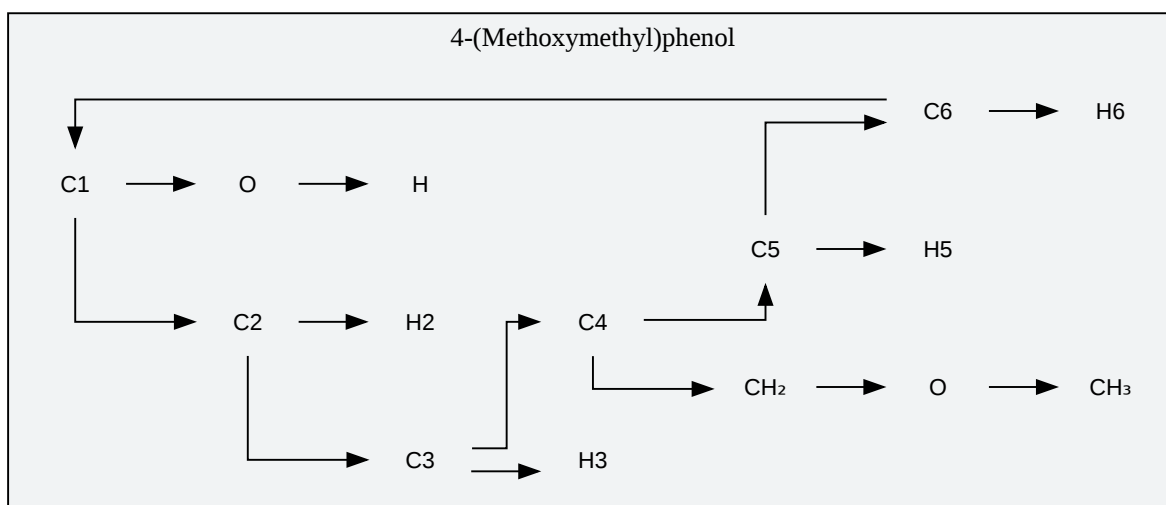 4-(Methoxymethyl)phenol
C6 H6
C1 O H
C5 H5
C2 H2 C4
CH₂ O CH₃
C3 H3